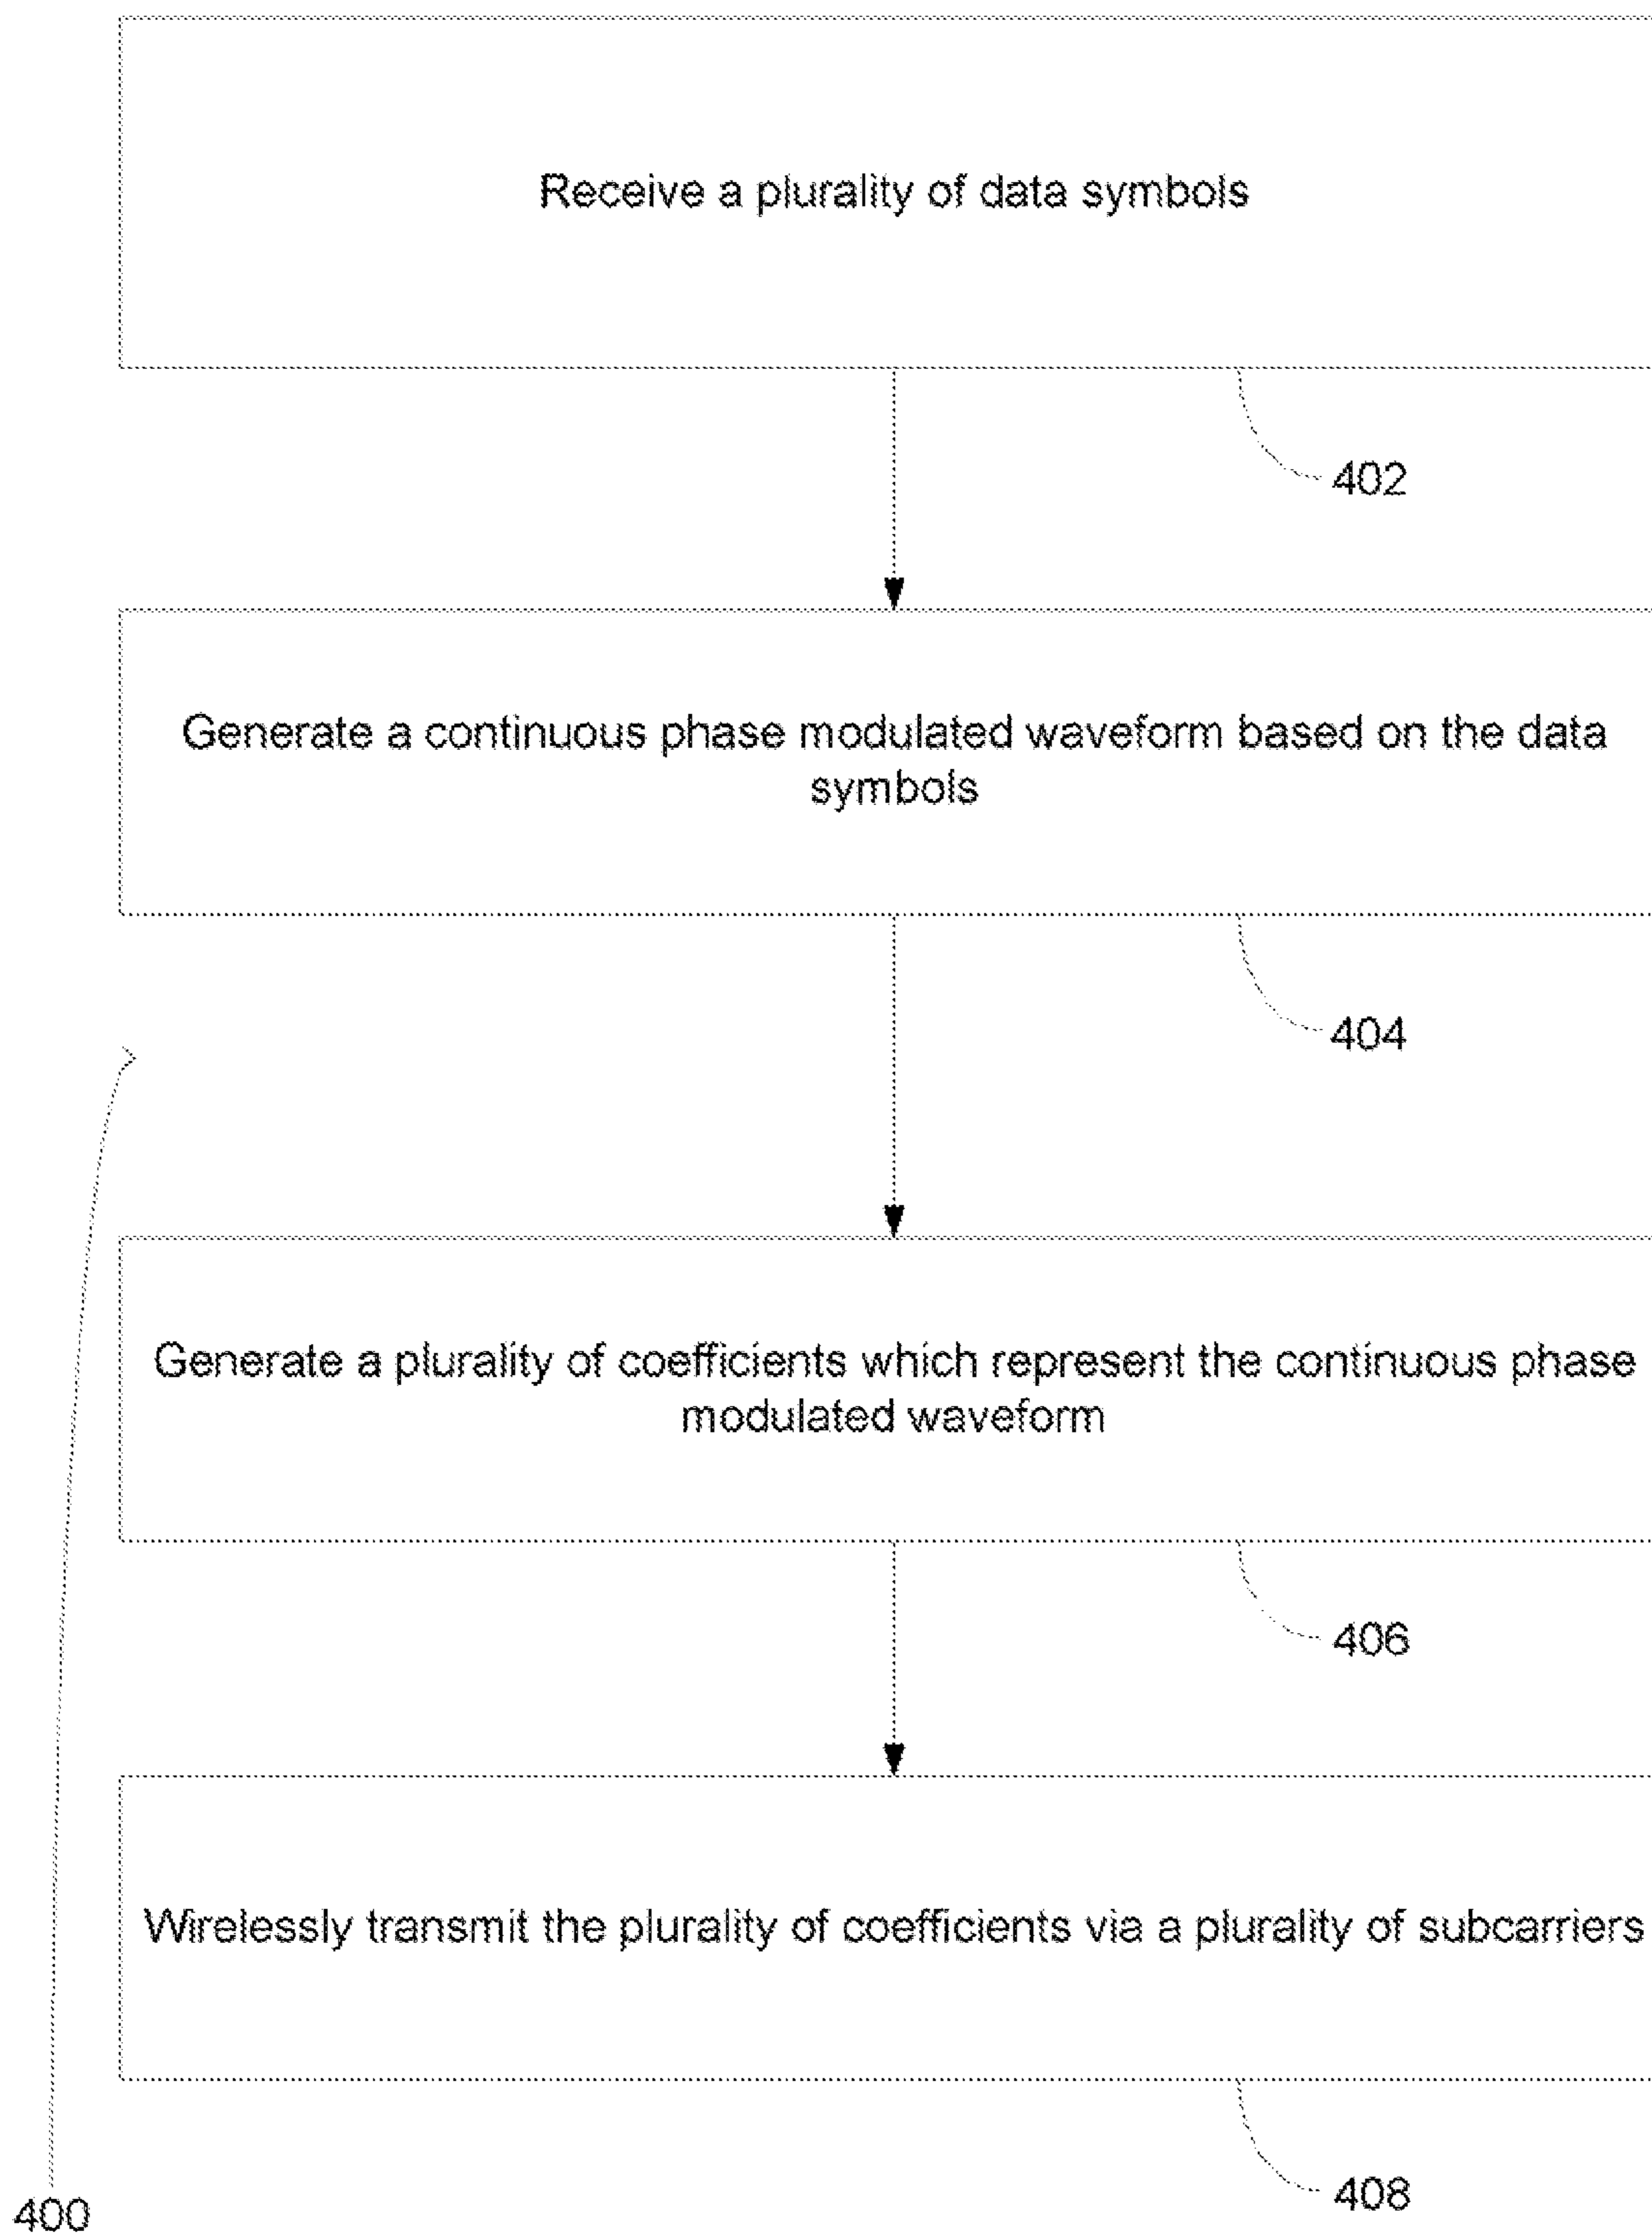 Receive a plurality of data symbols
402
Generate a continuous phase modulated waveform based on the data
symbols
404
Generate a plurality of coefficients which represent the continuous phase
modulated waveform
406
Wirelessly transmit the plurality of coefficients via a plurality of subcarriers
408
400